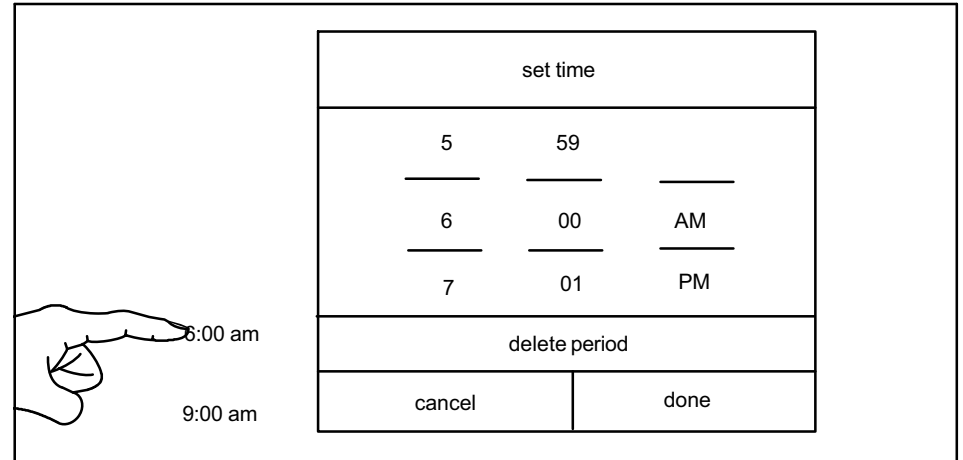 set time
5 59
6 00 AM
7 01 PM
6:00 am
delete period
cancel done
9:00 am